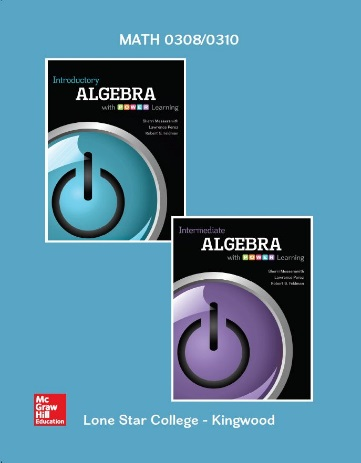 MATH 0308/0310
Introductory
ALGEBRA
with POWER Learning
Sherri Messersmith
Lawrence Perez
Robert S. Feldman
Intermediate
ALGEBRA
with POWER Learning
Sherri Messersmith
Lawrence Perez
Robert S. Feldman
Mc
Graw
Hill
Education
Lone Star College - Kingwood